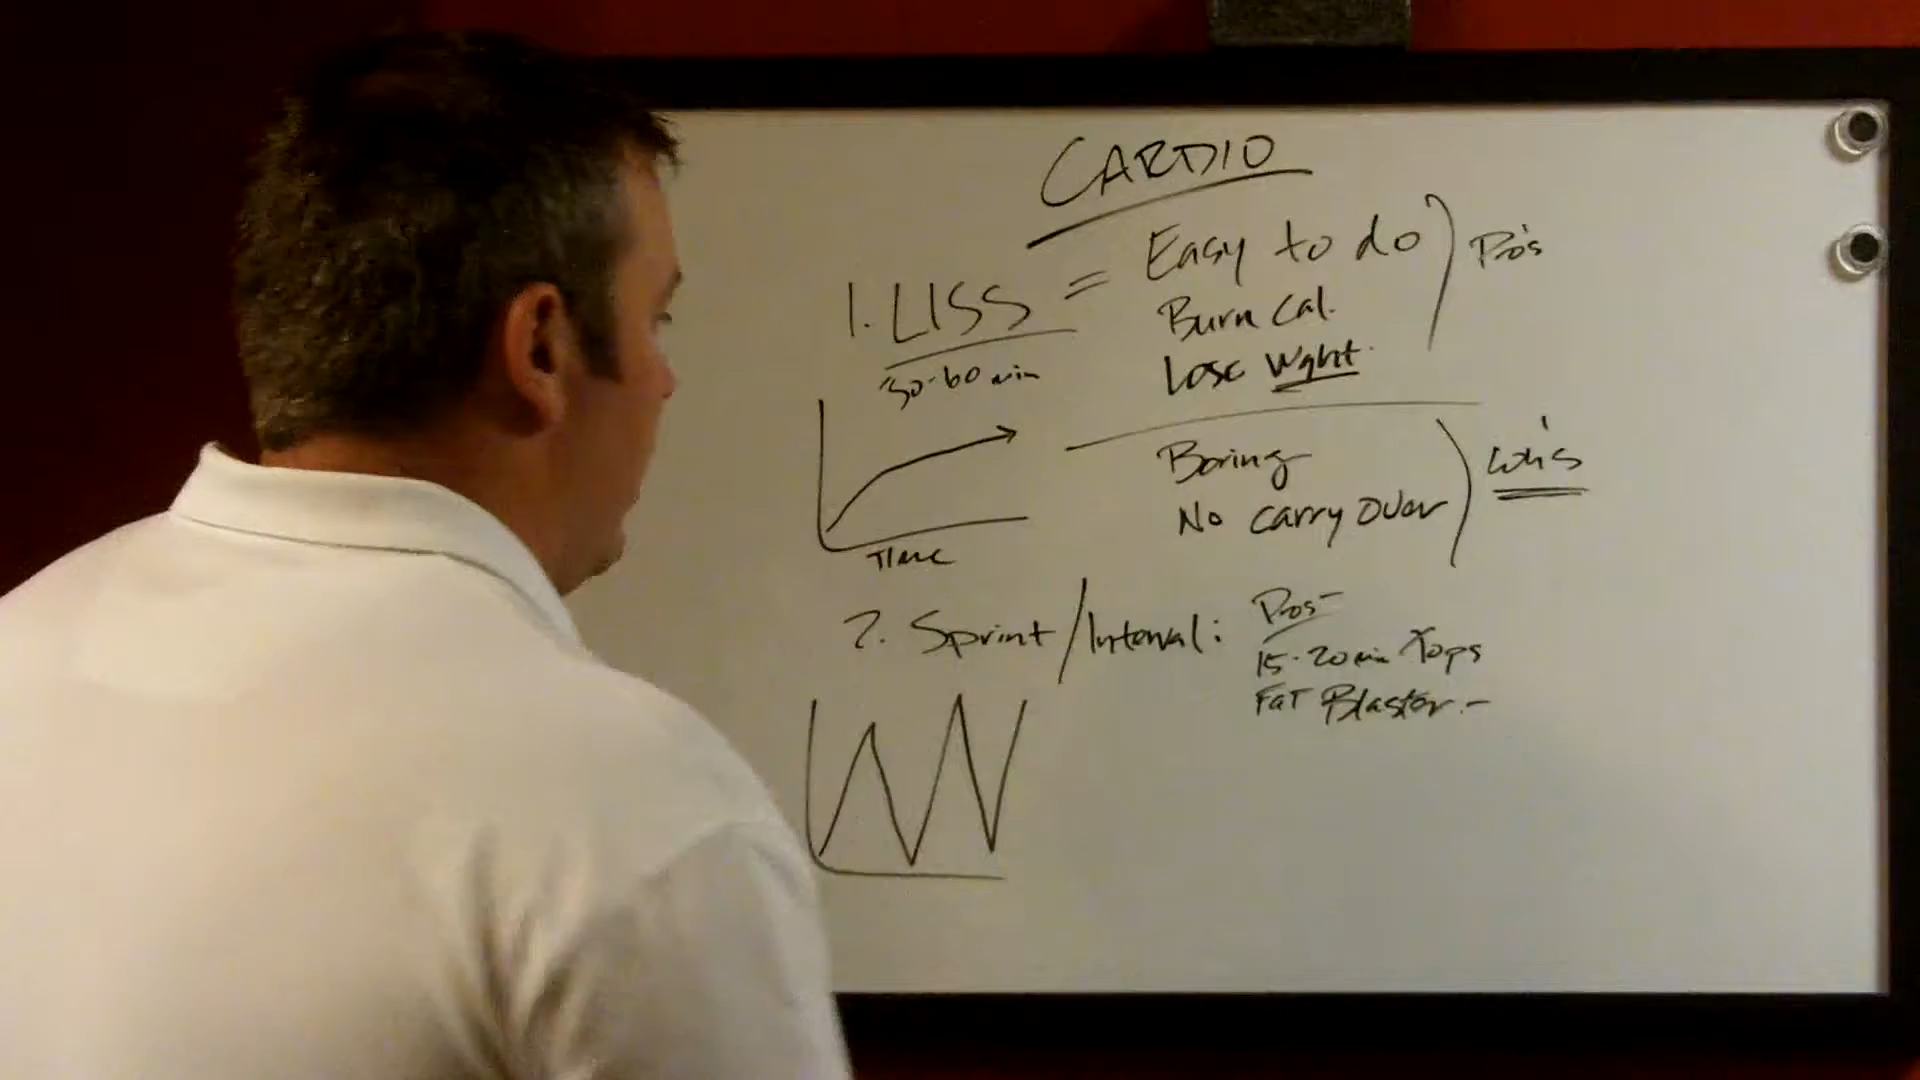 CARDIO
1. LISS = Easy to do
Burn Cal.
Lose Wght.
Pro's
30-60 min
Boring
No carry over
Con's
Time
2. Sprint/Interval:
Pros-
15-20 min Tops
Fat Blaster.-